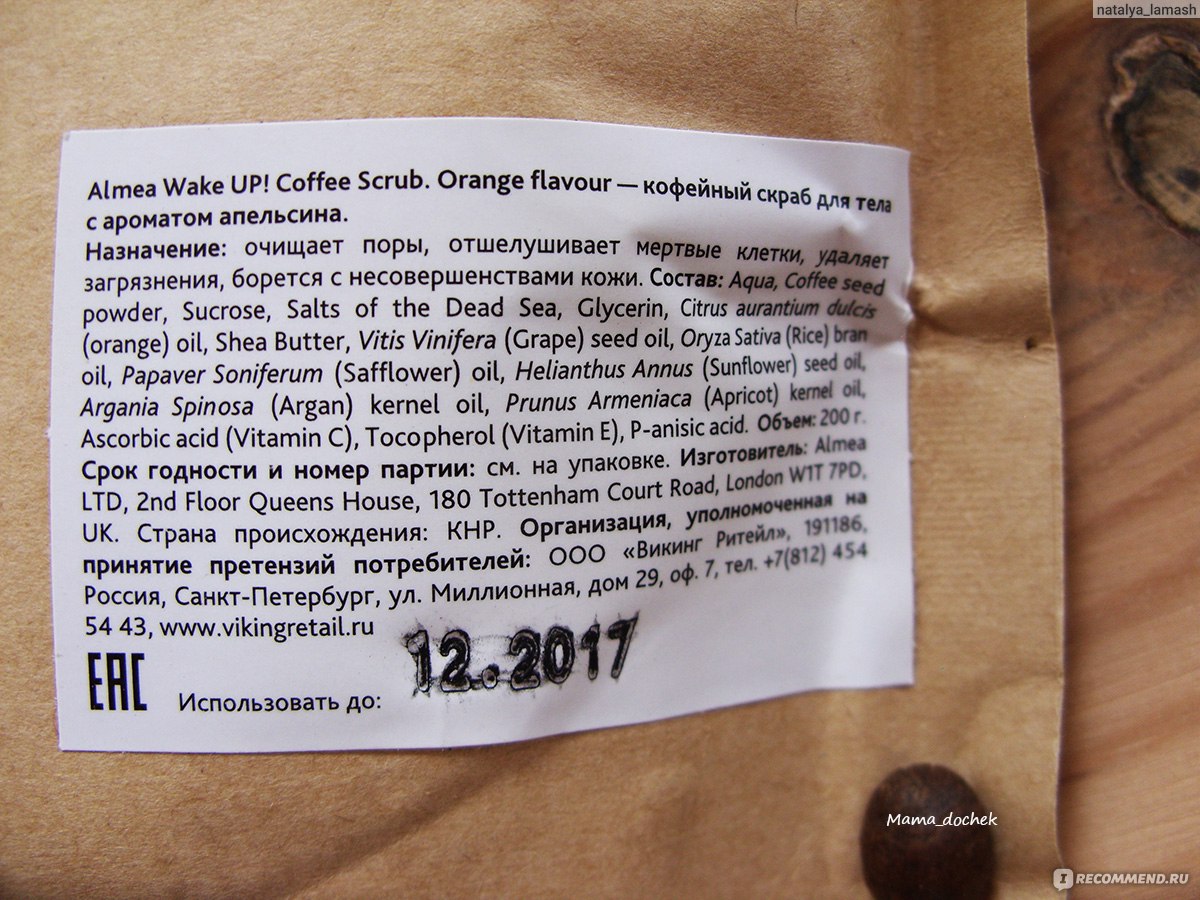 natalya_lamash
Almea Wake UP! Coffee Scrub. Orange flavour — кофейный скраб для тела
с ароматом апельсина.
Назначение: очищает поры, отшелушивает мертвые клетки, удаляет
загрязнения, борется с несовершенствами кожи. Состав: Aqua, Coffee seed
powder, Sucrose, Salts of the Dead Sea, Glycerin, Citrus aurantium dulcis
(orange) oil, Shea Butter, Vitis Vinifera (Grape) seed oil, Oryza Sativa (Rice) bran
oil, Papaver Soniferum (Safflower) oil, Helianthus Annus (Sunflower) seed oil,
Argania Spinosa (Argan) kernel oil, Prunus Armeniaca (Apricot) kernel oil,
Ascorbic acid (Vitamin C), Tocopherol (Vitamin E), P-anisic acid. Объем: 200 г.
Срок годности и номер партии: см. на упаковке. Изготовитель: Almea
LTD, 2nd Floor Queens House, 180 Tottenham Court Road, London W1T 7PD,
UK. Страна происхождения: КНР. Организация, уполномоченная на
принятие претензий потребителей: ООО «Викинг Ритейл», 191186,
Россия, Санкт-Петербург, ул. Миллионная, дом 29, оф. 7, тел. +7(812) 454
54 43, www.vikingretail.ru
EAC
Использовать до: 12.2017
Mama_dochek
IRECOMMEND.RU